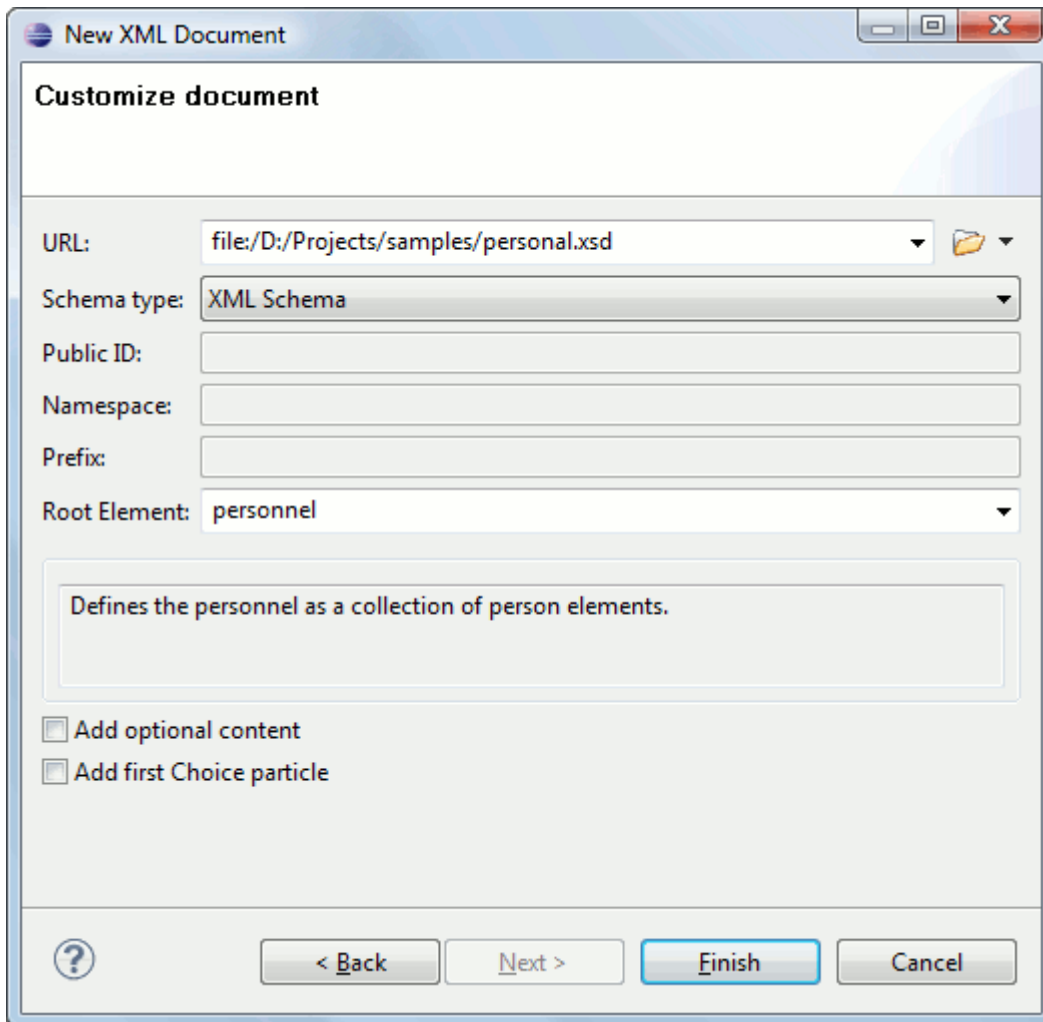 New XML Document
Customize document
URL: file:/D:/Projects/samples/personal.xsd
Schema type: XML Schema
Public ID:
Namespace:
Prefix:
Root Element: personnel
Defines the personnel as a collection of person elements.
Add optional content
Add first Choice particle
? < Back Next > Finish Cancel